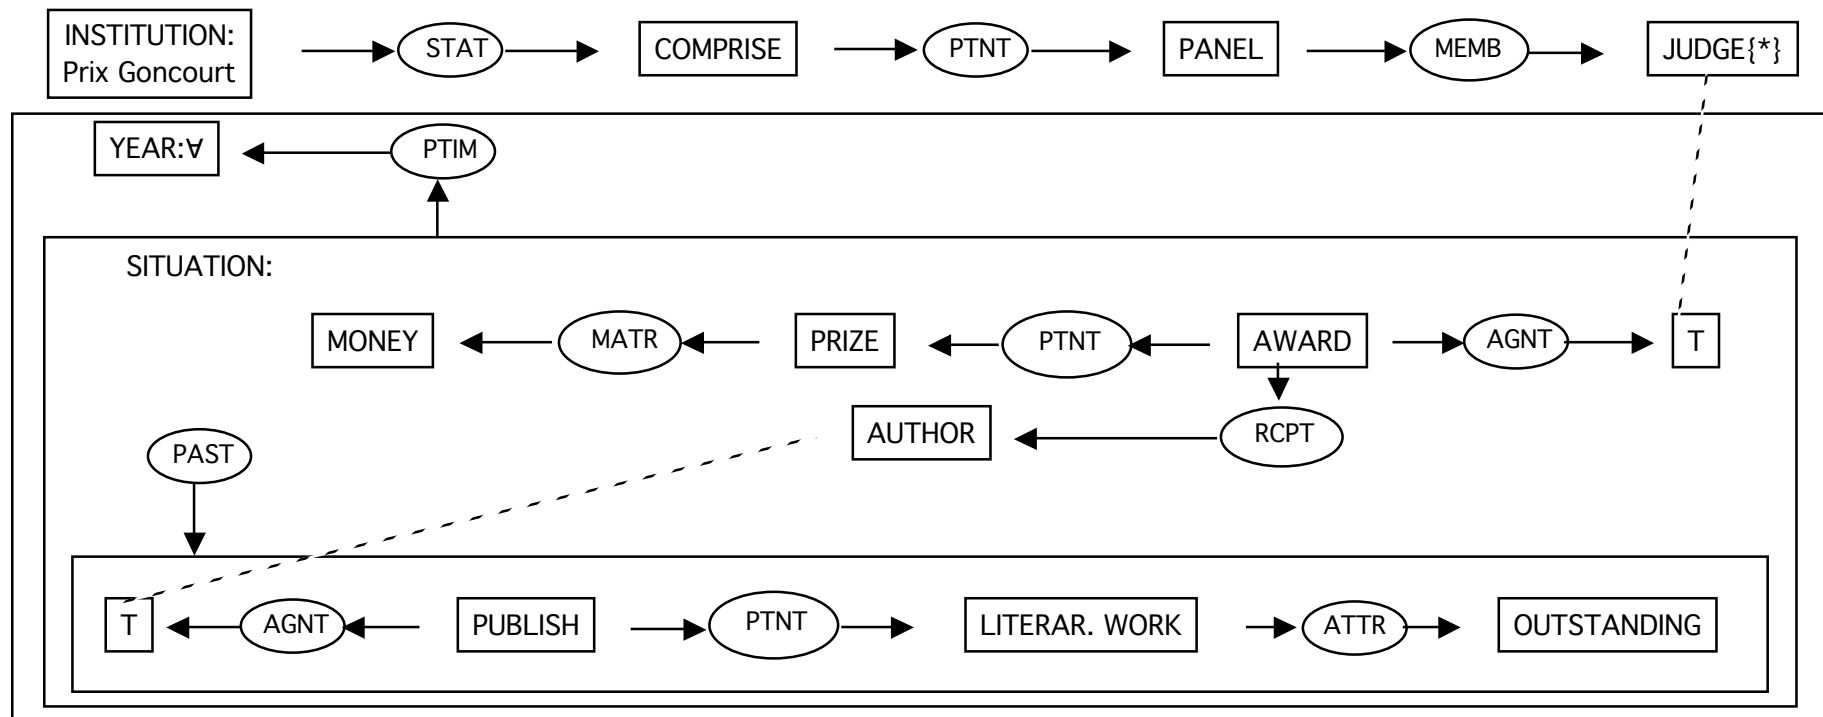 INSTITUTION:
Prix Goncourt
STAT
COMPRISE
PTNT
PANEL
MEMB
JUDGE{*}
YEAR:∀
PTIM
SITUATION:
MONEY
MATR
PRIZE
PTNT
AWARD
AGNT
T
AUTHOR
RCPT
PAST
T
AGNT
PUBLISH
PTNT
LITERAR. WORK
ATTR
OUTSTANDING